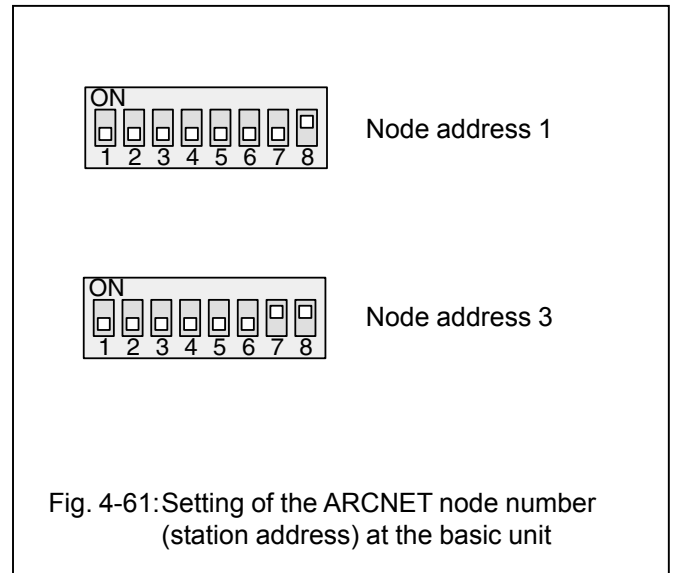 ON
1 2 3 4 5 6 7 8
Node address 1
ON
1 2 3 4 5 6 7 8
Node address 3
Fig. 4-61:Setting of the ARCNET node number
(station address) at the basic unit